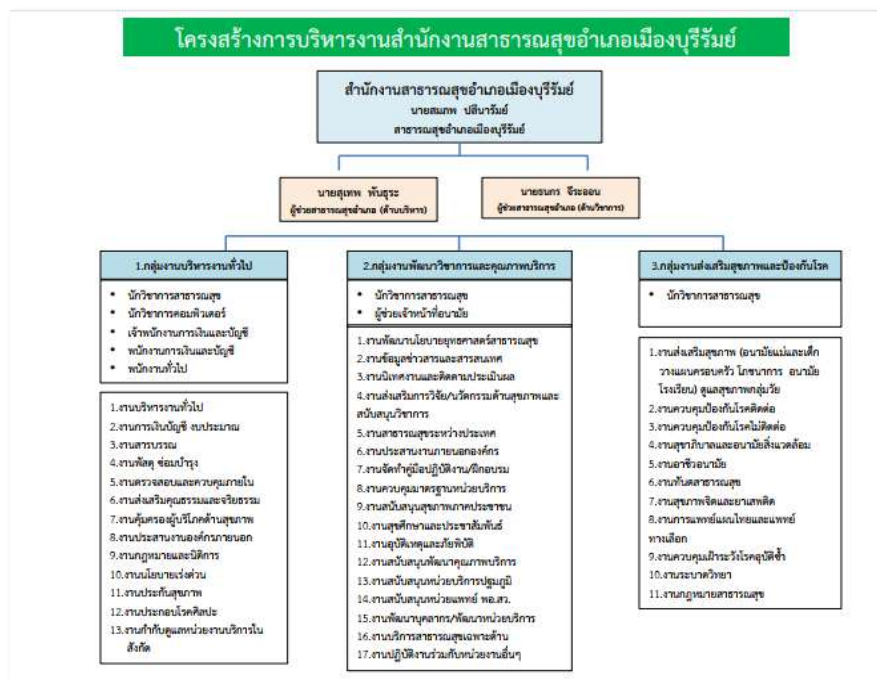 โครงสร้างการบริหารงานสำนักงานสาธารณสุขอำเภอเมืองบุรีรัมย์
สำนักงานสาธารณสุขอำเภอเมืองบุรีรัมย์
นายสมภพ ปสีนารัมย์
สาธารณสุขอำเภอเมืองบุรีรัมย์
นายสุเทพ พันธุระ
ผู้ช่วยสาธารณสุขอำเภอ (ด้านบริหาร)
นายธนกร จีระออน
ผู้ช่วยสาธารณสุขอำเภอ (ด้านวิชาการ)
1.กลุ่มงานบริหารงานทั่วไป
• นักวิชาการสาธารณสุข
• นักวิชาการคอมพิวเตอร์
• เจ้าพนักงานการเงินและบัญชี
• พนักงานการเงินและบัญชี
• พนักงานทั่วไป
1.งานบริหารงานทั่วไป
2.งานการเงินบัญชี งบประมาณ
3.งานสารบรรณ
4.งานพัสดุ ซ่อมบำรุง
5.งานตรวจสอบและควบคุมภายใน
6.งานส่งเสริมคุณธรรมและจริยธรรม
7.งานคุ้มครองผู้บริโภคด้านสุขภาพ
8.งานประสานงานองค์กรภายนอก
9.งานกฎหมายและนิติการ
10.งานนโยบายเร่งด่วน
11.งานประกันสุขภาพ
12.งานประกอบโรคศิลปะ
13.งานกำกับดูแลหน่วยงานบริการใน
สังกัด
2.กลุ่มงานพัฒนาวิชาการและคุณภาพบริการ
• นักวิชาการสาธารณสุข
• ผู้ช่วยเจ้าหน้าที่อนามัย
1.งานพัฒนานโยบายยุทธศาสตร์สาธารณสุข
2.งานข้อมูลข่าวสารและสารสนเทศ
3.งานนิเทศงานและติดตามประเมินผล
4.งานส่งเสริมการวิจัย/นวัตกรรมด้านสุขภาพและ
สนับสนุนวิชาการ
5.งานสาธารณสุขระหว่างประเทศ
6.งานประสานงานภายนอกองค์กร
7.งานจัดทำคู่มือปฏิบัติงาน/ฝึกอบรม
8.งานควบคุมมาตรฐานหน่วยบริการ
9.งานสนับสนุนสุขภาพภาคประชาชน
10.งานสุขศึกษาและประชาสัมพันธ์
11.งานอุบัติเหตุและภัยพิบัติ
12.งานสนับสนุนพัฒนาคุณภาพบริการ
13.งานสนับสนุนหน่วยบริการปฐมภูมิ
14.งานสนับสนุนหน่วยแพทย์ พอ.สว.
15.งานพัฒนาบุคลากร/พัฒนาหน่วยบริการ
16.งานบริการสาธารณสุขเฉพาะด้าน
17.งานปฏิบัติงานร่วมกับหน่วยงานอื่นๆ
3.กลุ่มงานส่งเสริมสุขภาพและป้องกันโรค
• นักวิชาการสาธารณสุข
1.งานส่งเสริมสุขภาพ (อนามัยแม่และเด็ก
วางแผนครอบครัว โภชนาการ อนามัย
โรงเรียน) ดูแลสุขภาพกลุ่มวัย
2.งานควบคุมป้องกันโรคติดต่อ
3.งานควบคุมป้องกันโรคไม่ติดต่อ
4.งานสุขาภิบาลและอนามัยสิ่งแวดล้อม
5.งานอาชีวอนามัย
6.งานทันตสาธารณสุข
7.งานสุขภาพจิตและยาเสพติด
8.งานการแพทย์แผนไทยและแพทย์
ทางเลือก
9.งานควบคุมเฝ้าระวังโรคอุบัติซ้ำ
10.งานระบาดวิทยา
11.งานกฎหมายสาธารณสุข